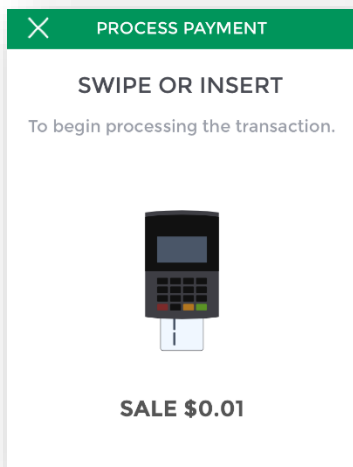 PROCESS PAYMENT
SWIPE OR INSERT
To begin processing the transaction.
SALE $0.01